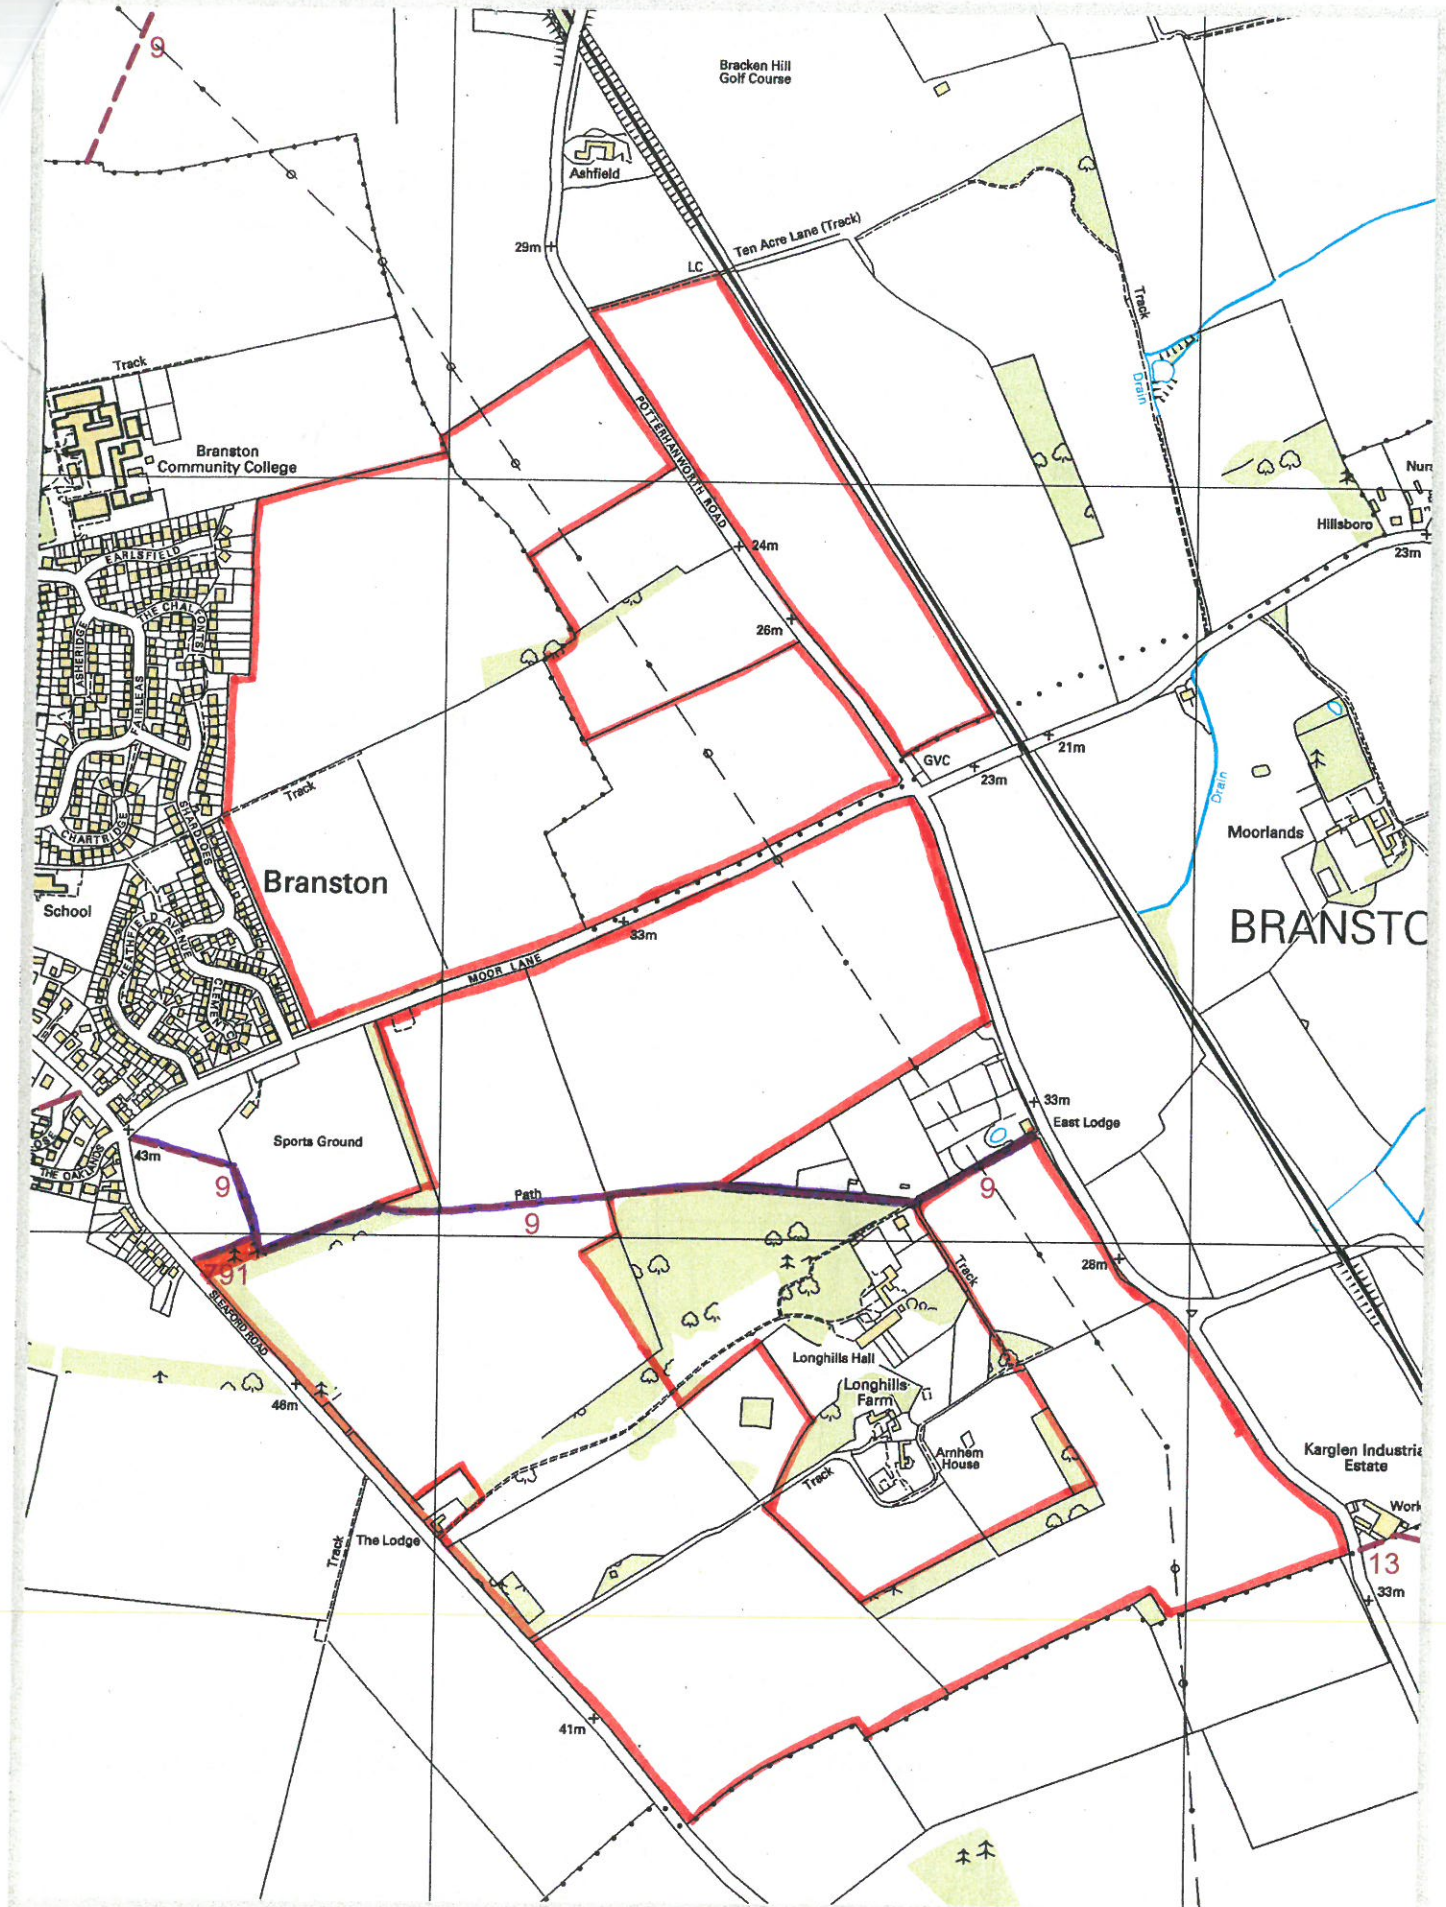 9
Bracken Hill
Golf Course
Ashfield
29m
LC
Ten Acre Lane (Track)
Track
Track
Drain
POTTERHANWORTH ROAD
Branston
Community College
Hillsboro
23m
EARLSFIELD
24m
THE CHALFONTS
ASHERIDGE
FAIRLEAS
26m
GVC
21m
23m
Drain
Track
SHARDLOES
CHARTRIDGE
Moorlands
Branston
School
BRANSTO
33m
HEATHFIELD AVENUE
MOOR LANE
33m
East Lodge
Sports Ground
43m
THE OAKLANDS
9
Path
9
9
791
SLEAFORD ROAD
Track
28m
Longhills Hall
Longhills
Farm
46m
Arnhem
House
Track
Karglen Industria
Estate
Work
The Lodge
Track
13
33m
41m